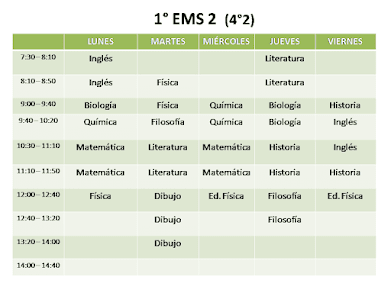 1° EMS 2 (4°2)
LUNES MARTES MIÉRCOLES JUEVES VIERNES
7:30 – 8:10 Inglés Literatura
8:10 – 8:50 Inglés Física Literatura
9:00 – 9:40 Biología Física Química Biología Historia
9:40 – 10:20 Química Filosofía Química Biología Inglés
10:30 – 11:10 Matemática Literatura Matemática Historia Inglés
11:10 – 11:50 Matemática Literatura Matemática Historia Historia
12:00 – 12:40 Física Dibujo Ed. Física Filosofía Ed. Física
12:40 – 13:20 Dibujo Filosofía
13:20 – 14:00 Dibujo
14:00 – 14:40